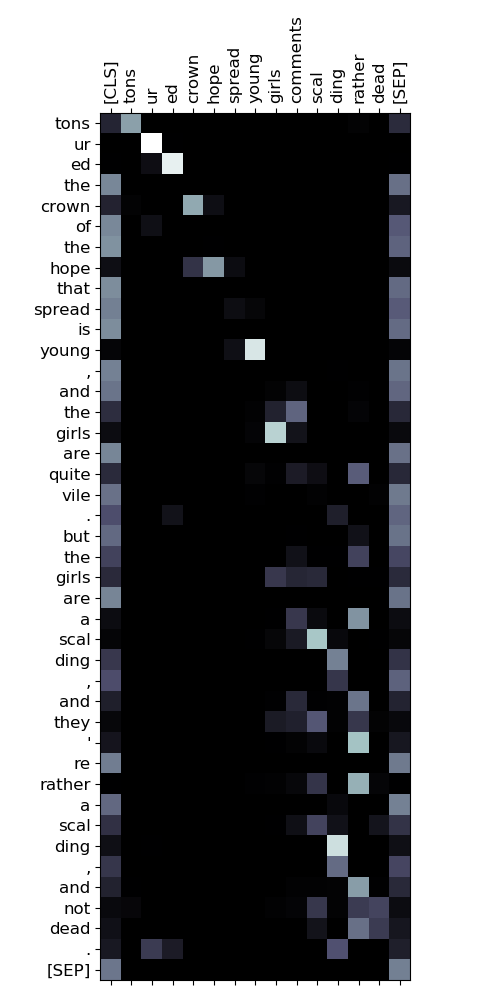 [CLS]
tons
ur
ed
crown
hope
spread
young
girls
comments
scal
ding
rather
dead
[SEP]
tons
ur
ed
the
crown
of
the
hope
that
spread
is
young
,
and
the
girls
are
quite
vile
.
but
the
girls
are
a
scal
ding
,
and
they
'
re
rather
a
scal
ding
,
and
not
dead
.
[SEP]